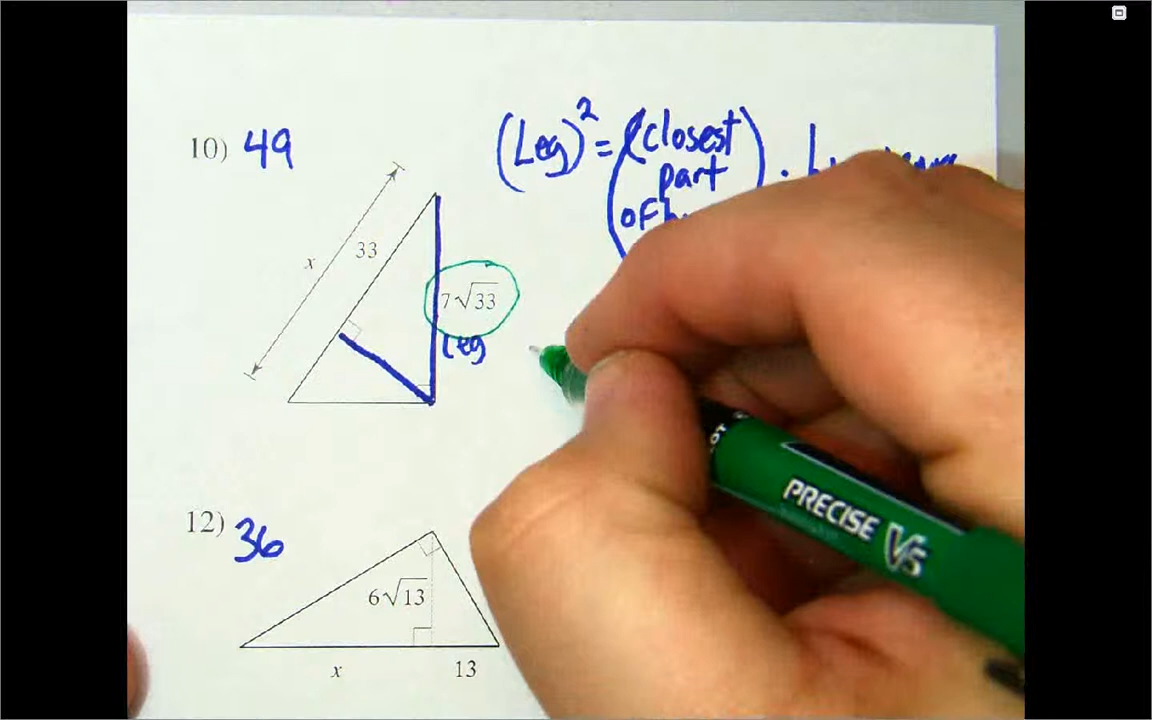 10) 49
(Leg)² = (closest
part
of
33
x
7√33
Leg
12) 36
6√13
x
13
PRECISE V5